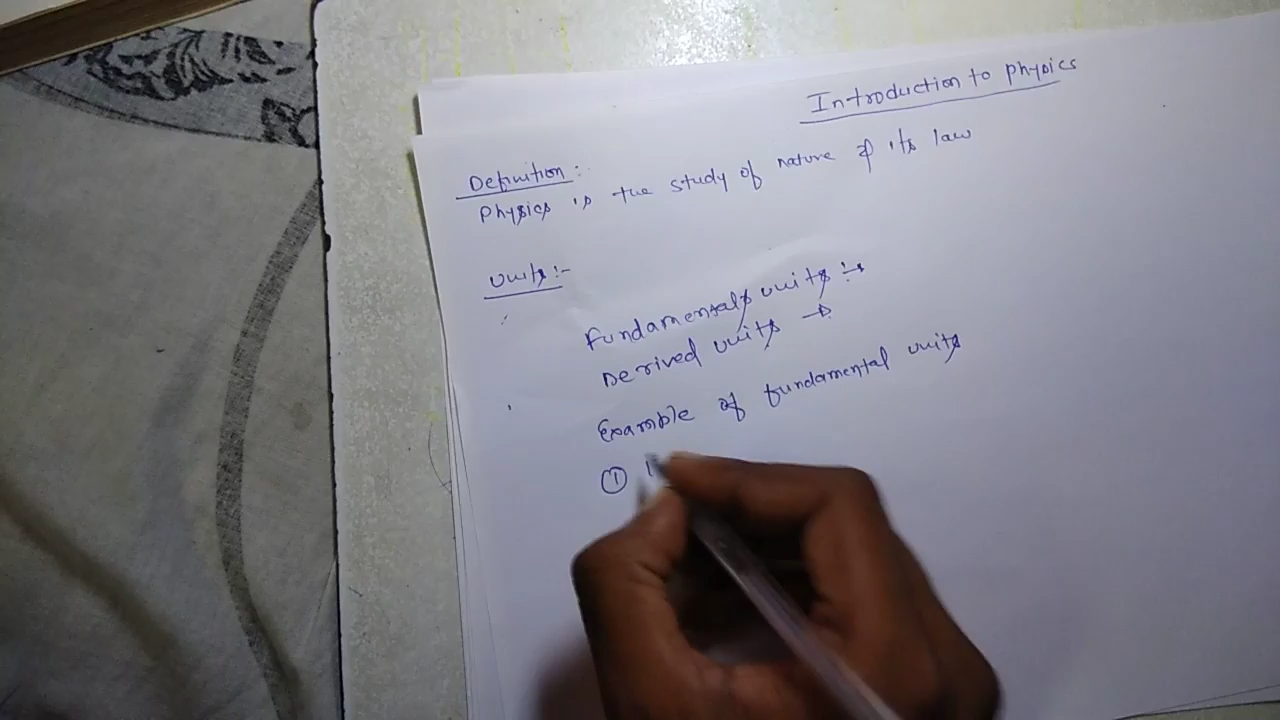 Introduction to Physics
Definition:
Physics is the study of nature & its law
Units:-
Fundamentals units :→
Derived units →
Example of fundamental units
①